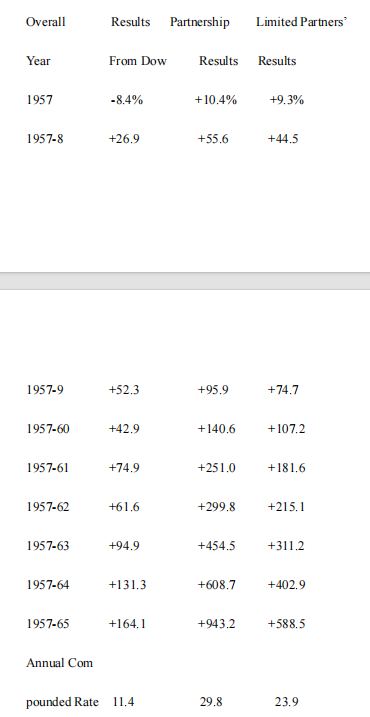 Overall Results Partnership Limited Partners’
Year From Dow Results Results
1957 -8.4% +10.4% +9.3%
1957-8 +26.9 +55.6 +44.5
1957-9 +52.3 +95.9 +74.7
1957-60 +42.9 +140.6 +107.2
1957-61 +74.9 +251.0 +181.6
1957-62 +61.6 +299.8 +215.1
1957-63 +94.9 +454.5 +311.2
1957-64 +131.3 +608.7 +402.9
1957-65 +164.1 +943.2 +588.5
Annual Com
pounded Rate 11.4 29.8 23.9